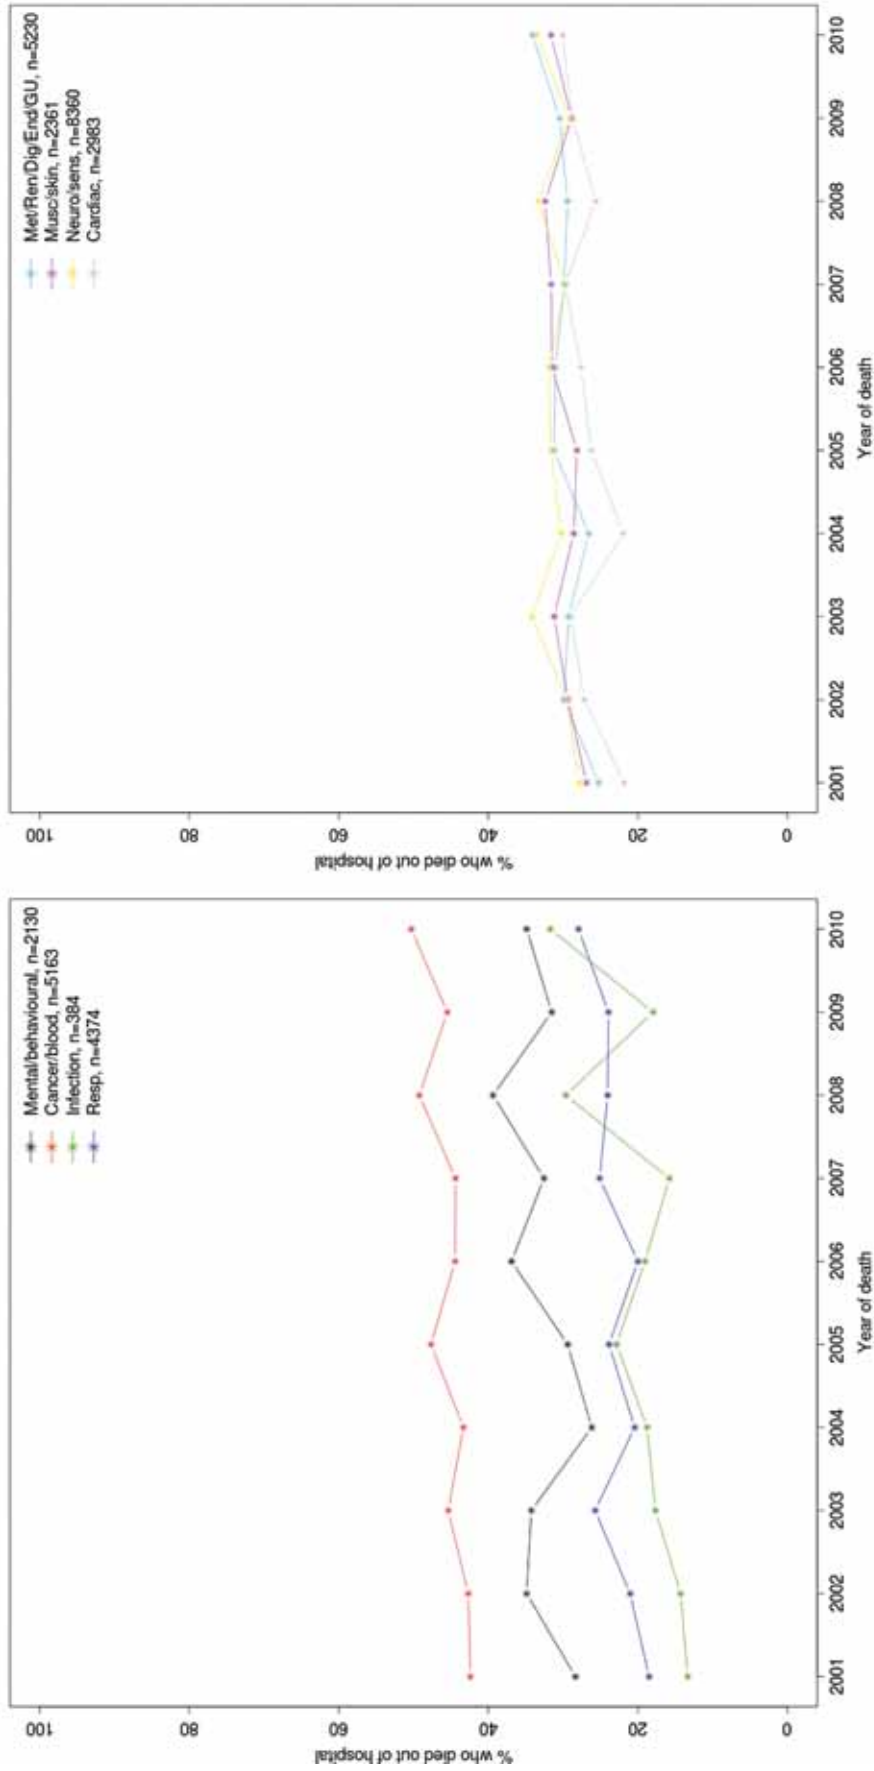 Mental/behavioural, n=2130
Cancer/blood, n=5163
Infection, n=384
Resp, n=4374
100
80
60
40
20
0
% who died out of hospital
2001 2002 2003 2004 2005 2006 2007 2008 2009 2010
Year of death
Met/Ren/Dig/End/GU, n=5230
Musc/skin, n=2361
Neuro/sens, n=8360
Cardiac, n=2983
100
80
60
40
20
0
% who died out of hospital
2001 2002 2003 2004 2005 2006 2007 2008 2009 2010
Year of death